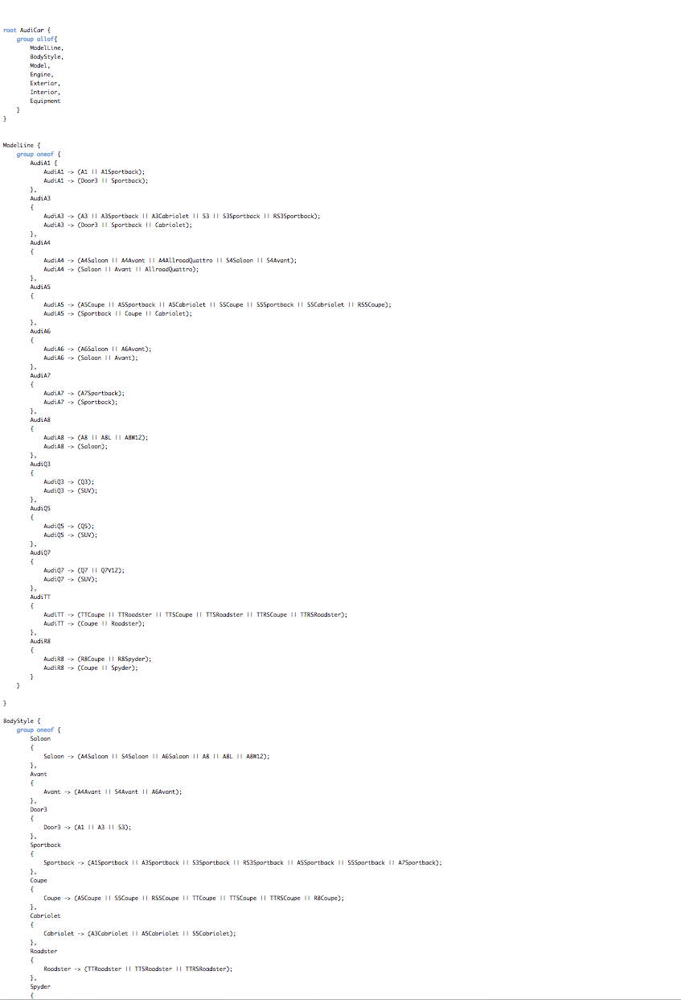 root AudiCar {
group allof{
ModelLine,
BodyStyle,
Model,
Engine,
Exterior,
Interior,
Equipment
}
}
ModelLine {
group oneof {
AudiA1 {
AudiA1 -> (A1 || A1Sportback);
AudiA1 -> (Door3 || Sportback);
},
AudiA3
{
AudiA3 -> (A3 || A3Sportback || A3Cabriolet || S3 || S3Sportback || RS3Sportback);
AudiA3 -> (Door3 || Sportback || Cabriolet);
},
AudiA4
{
AudiA4 -> (A4Saloon || A4Avant || A4AllroadQuattro || S4Saloon || S4Avant);
AudiA4 -> (Saloon || Avant || AllroadQuattro);
},
AudiA5
{
AudiA5 -> (A5Coupe || A5Sportback || A5Cabriolet || S5Coupe || S5Sportback || S5Cabriolet || RS5Coupe);
AudiA5 -> (Sportback || Coupe || Cabriolet);
},
AudiA6
{
AudiA6 -> (A6Saloon || A6Avant);
AudiA6 -> (Saloon || Avant);
},
AudiA7
{
AudiA7 -> (A7Sportback);
AudiA7 -> (Sportback);
},
AudiA8
{
AudiA8 -> (A8 || A8L || A8W12);
AudiA8 -> (Saloon);
},
AudiQ3
{
AudiQ3 -> (Q3);
AudiQ3 -> (SUV);
},
AudiQ5
{
AudiQ5 -> (Q5);
AudiQ5 -> (SUV);
},
AudiQ7
{
AudiQ7 -> (Q7 || Q7V12);
AudiQ7 -> (SUV);
},
AudiTT
{
AudiTT -> (TTCoupe || TTRoadster || TTSCoupe || TTSRoadster || TTRSCoupe || TTRSRoadster);
AudiTT -> (Coupe || Roadster);
},
AudiR8
{
AudiR8 -> (R8Coupe || R8Spyder);
AudiR8 -> (Coupe || Spyder);
}
}
}
BodyStyle {
group oneof {
Saloon
{
Saloon -> (A4Saloon || S4Saloon || A6Saloon || A8 || A8L || A8W12);
},
Avant
{
Avant -> (A4Avant || S4Avant || A6Avant);
},
Door3
{
Door3 -> (A1 || A3 || S3);
},
Sportback
{
Sportback -> (A1Sportback || A3Sportback || S3Sportback || RS3Sportback || A5Sportback || S5Sportback || A7Sportback);
},
Coupe
{
Coupe -> (A5Coupe || S5Coupe || RS5Coupe || TTCoupe || TTSCoupe || TTRSCoupe || R8Coupe);
},
Cabriolet
{
Cabriolet -> (A3Cabriolet || A5Cabriolet || S5Cabriolet);
},
Roadster
{
Roadster -> (TTRoadster || TTSRoadster || TTRSRoadster);
},
Spyder
{